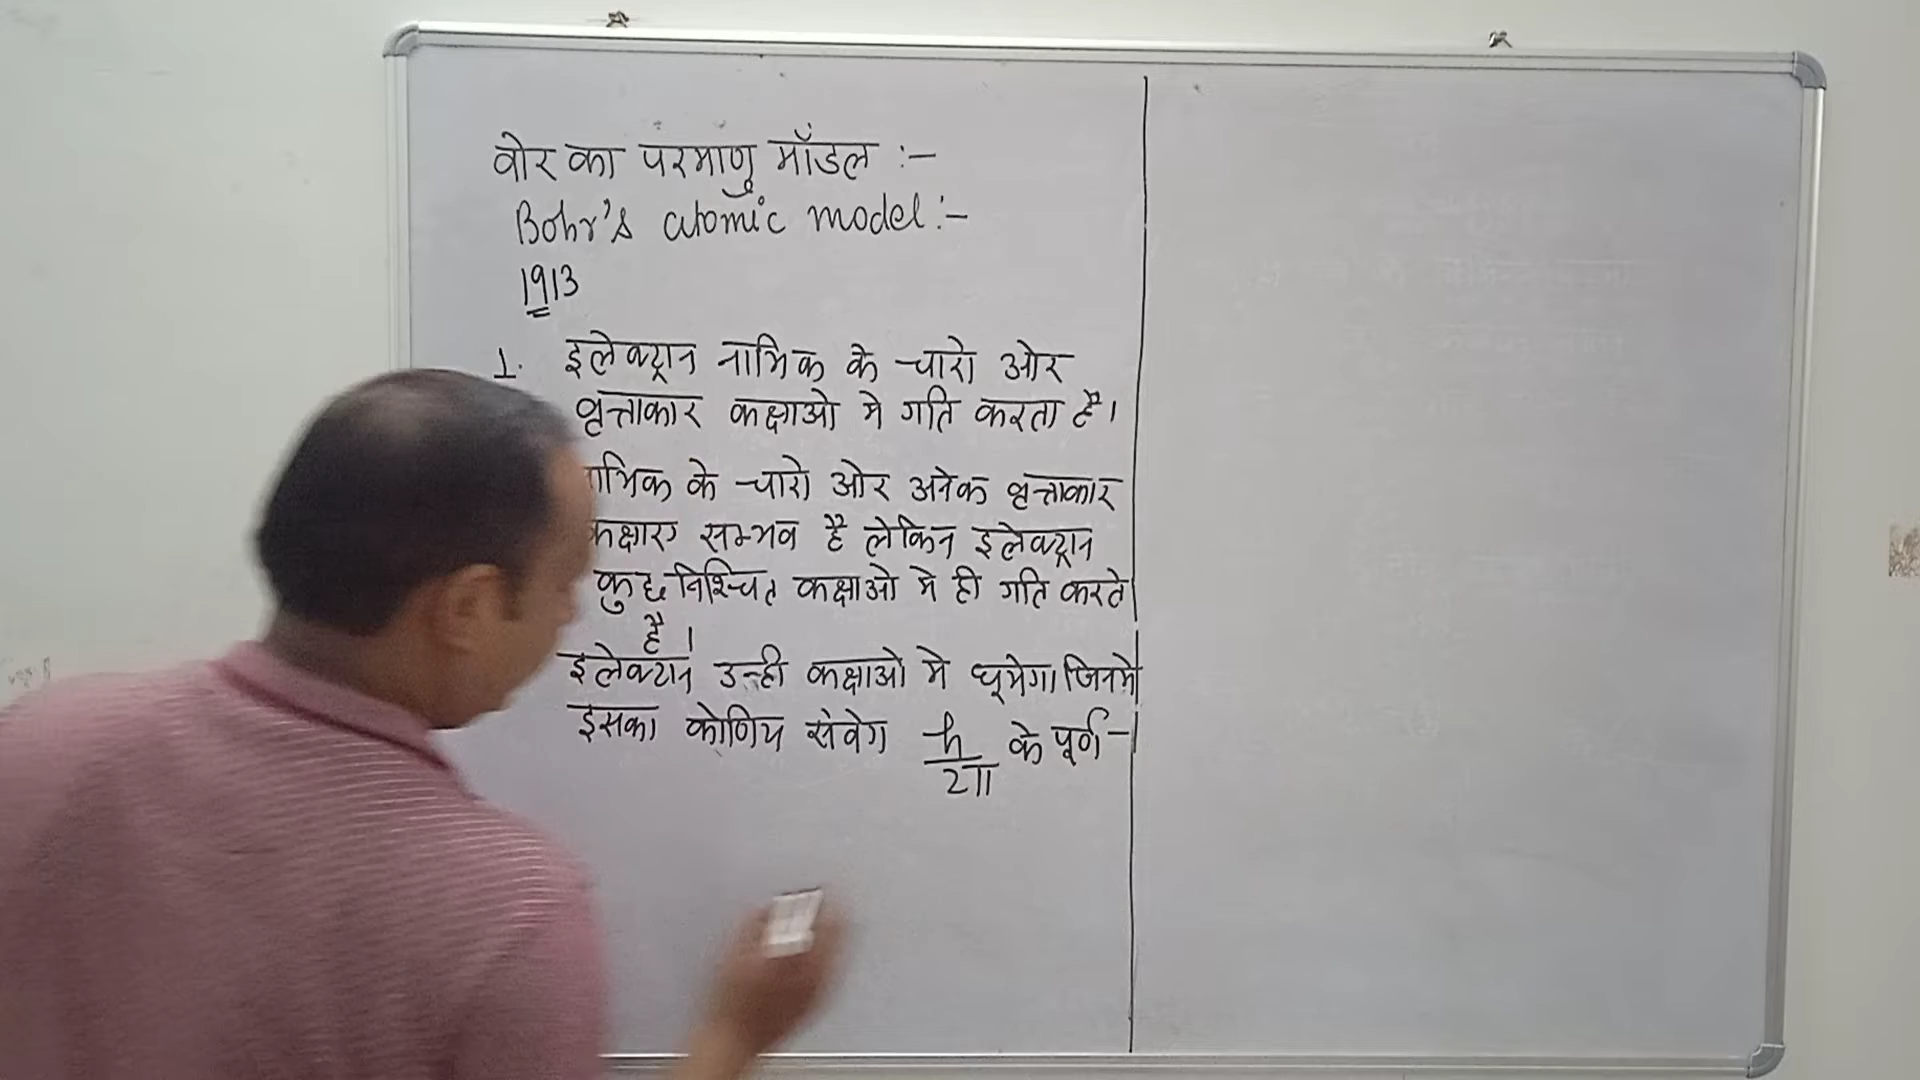 वोर का परमाणु मॉडल :-
Bohr's atomic model :-
1913
1. इलेक्ट्रान नाभिक के चारो ओर
वृत्ताकार कक्षाओ मे गति करता है।
नाभिक के चारो ओर अनेक वृत्ताकार
कक्षाए सम्भव है लेकिन इलेक्ट्रान
कुछ निश्चित कक्षाओ मे ही गति करते
है।
इलेक्ट्रान उन्ही कक्षाओ मे घूमेगा जिनमे
इसका कोणिय संवेग h/2π के पूर्ण-